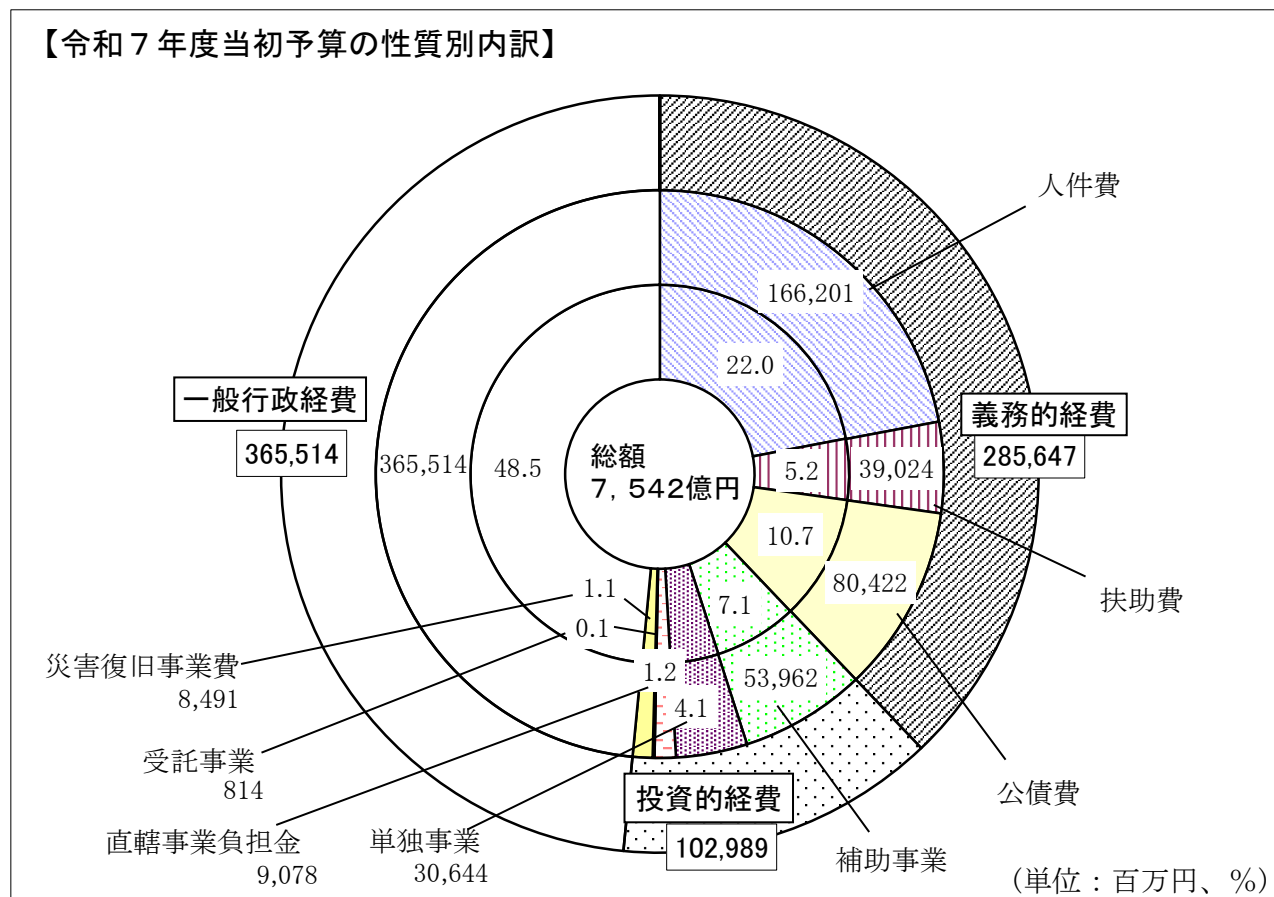 【令和７年度当初予算の性質別内訳】
人件費
166,201
22.0
一般行政経費
365,514
義務的経費
285,647
365,514
48.5
総額
７，５４２億円
5.2
39,024
10.7
80,422
扶助費
1.1
7.1
0.1
災害復旧事業費
8,491
1.2
53,962
4.1
受託事業
814
公債費
投資的経費
102,989
直轄事業負担金
9,078
単独事業
30,644
補助事業
（単位：百万円、％）